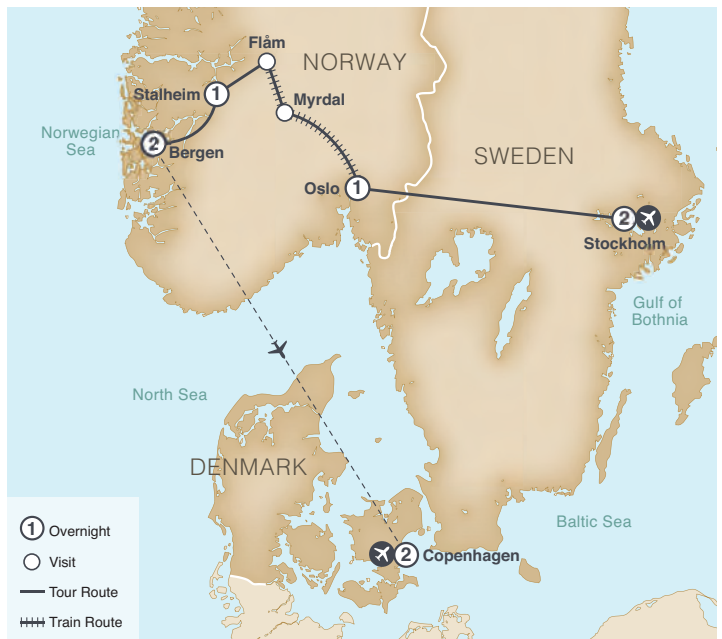 Flåm
NORWAY
Stalheim
1
Myrdal
Norwegian
Sea
2
Bergen
SWEDEN
Oslo
1
2
Stockholm
Gulf of
Bothnia
North Sea
DENMARK
Baltic Sea
2
Copenhagen
1 Overnight
Visit
Tour Route
Train Route